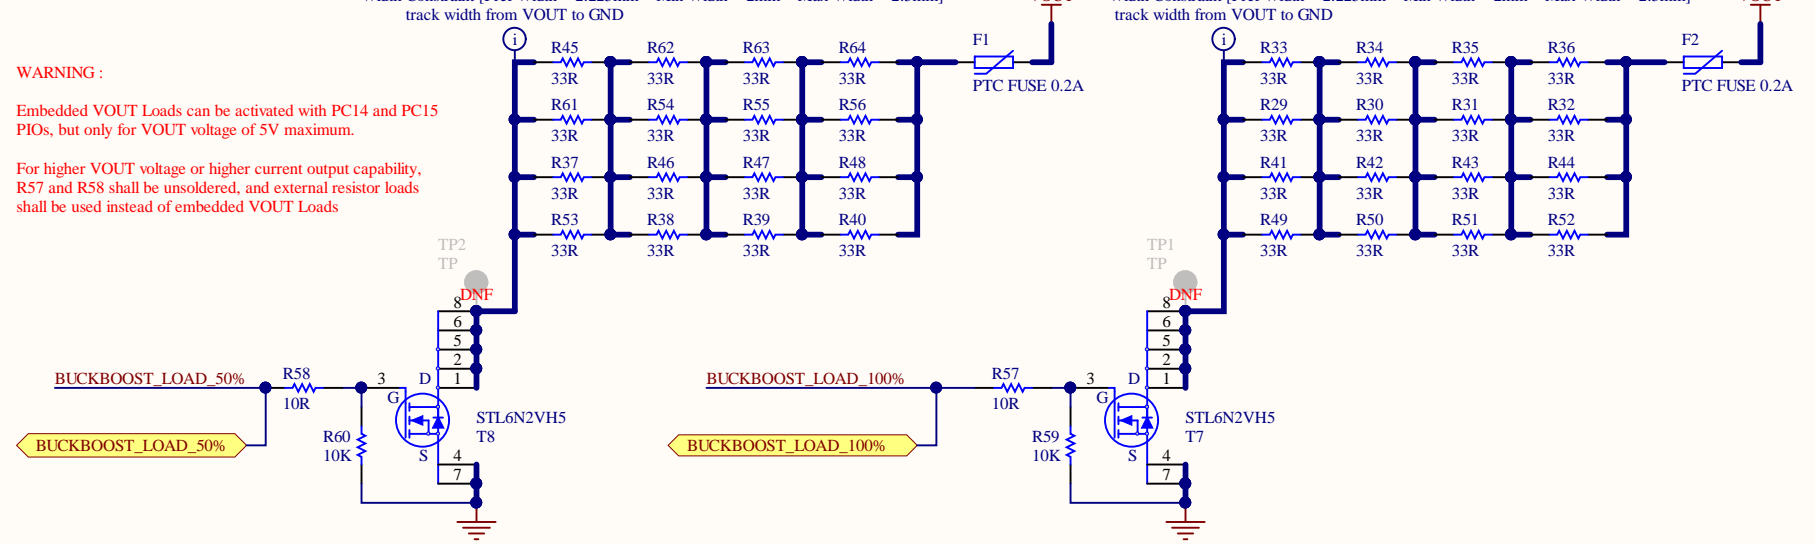 track width from VOUT to GND
track width from VOUT to GND
WARNING :
Embedded VOUT Loads can be activated with PC14 and PC15
PIOs, but only for VOUT voltage of 5V maximum.
For higher VOUT voltage or higher current output capability,
R57 and R58 shall be unsoldered, and external resistor loads
shall be used instead of embedded VOUT Loads
i
R45 R62 R63 R64
33R 33R 33R 33R
F1
PTC FUSE 0.2A
R61 R54 R55 R56
33R 33R 33R 33R
R37 R46 R47 R48
33R 33R 33R 33R
R53 R38 R39 R40
33R 33R 33R 33R
TP2
TP
DNF
8
6
5
2
1
BUCKBOOST_LOAD_50%
R58
10R
3
D
G
STL6N2VH5
T8
BUCKBOOST_LOAD_50%
R60
10K
S
4
7
i
R33 R34 R35 R36
33R 33R 33R 33R
F2
PTC FUSE 0.2A
R29 R30 R31 R32
33R 33R 33R 33R
R41 R42 R43 R44
33R 33R 33R 33R
R49 R50 R51 R52
33R 33R 33R 33R
TP1
TP
DNF
8
6
5
2
1
BUCKBOOST_LOAD_100%
R57
10R
3
D
G
STL6N2VH5
T7
BUCKBOOST_LOAD_100%
R59
10K
S
4
7